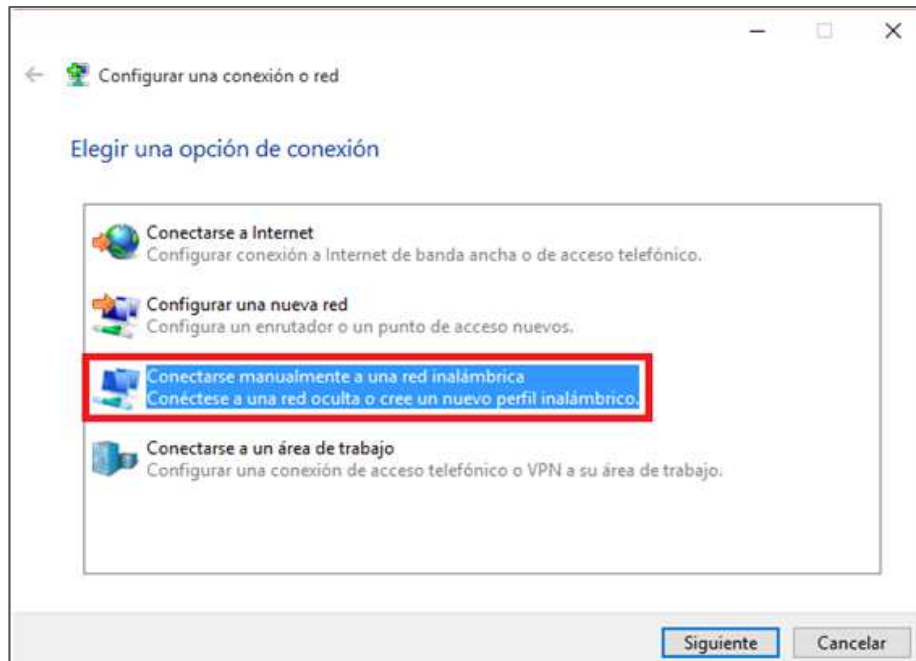 Configurar una conexión o red
Elegir una opción de conexión
Conectarse a Internet
Configurar conexión a Internet de banda ancha o de acceso telefónico.
Configurar una nueva red
Configura un enrutador o un punto de acceso nuevos.
Conectarse manualmente a una red inalámbrica
Conéctese a una red oculta o cree un nuevo perfil inalámbrico.
Conectarse a un área de trabajo
Configurar una conexión de acceso telefónico o VPN a su área de trabajo.
Siguiente
Cancelar